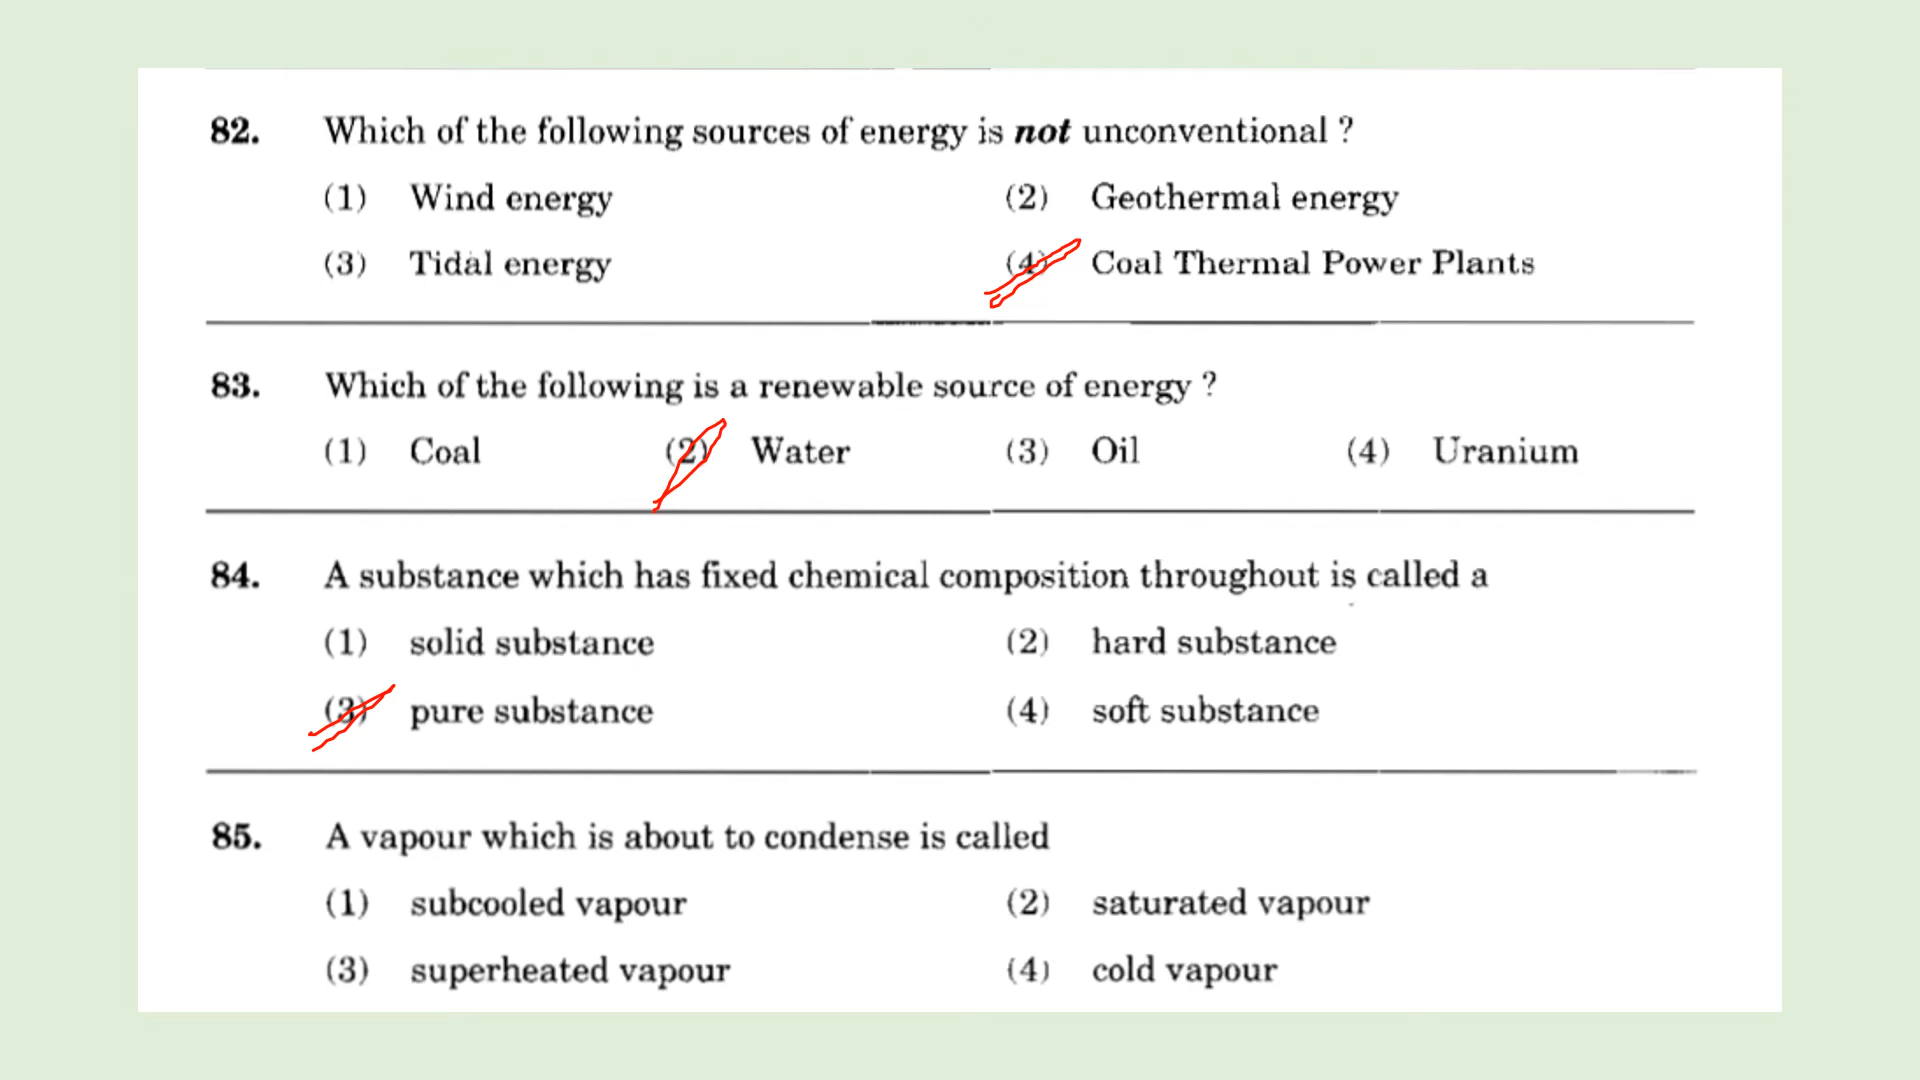 82. Which of the following sources of energy is not unconventional ?
(1) Wind energy (2) Geothermal energy
(3) Tidal energy (4) Coal Thermal Power Plants
83. Which of the following is a renewable source of energy ?
(1) Coal (2) Water (3) Oil (4) Uranium
84. A substance which has fixed chemical composition throughout is called a
(1) solid substance (2) hard substance
(3) pure substance (4) soft substance
85. A vapour which is about to condense is called
(1) subcooled vapour (2) saturated vapour
(3) superheated vapour (4) cold vapour